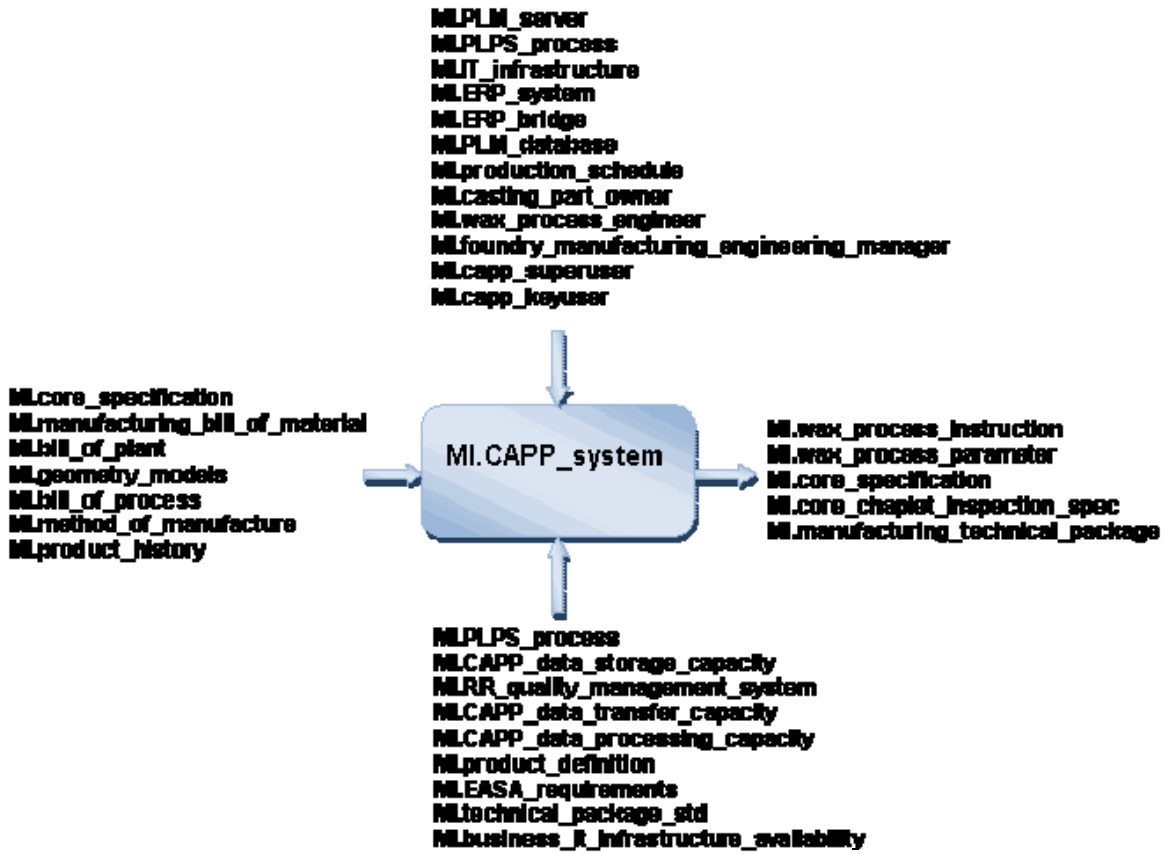 MI.PLM_server
MI.PLPS_process
MI.IT_infrastructure
MI.ERP_system
MI.ERP_bridge
MI.PLM_database
MI.production_schedule
MI.casting_part_owner
MI.wax_process_engineer
MI.foundry_manufacturing_engineering_manager
MI.capp_superuser
MI.capp_keyuser
MI.core_specification
MI.manufacturing_bill_of_material
MI.bill_of_plant
MI.geometry_models
MI.bill_of_process
MI.method_of_manufacture
MI.product_history
MI.CAPP_system
MI.wax_process_instruction
MI.wax_process_parameter
MI.core_specification
MI.core_chaplet_inspection_spec
MI.manufacturing_technical_package
MI.PLPS_process
MI.CAPP_data_storage_capacity
MI.RR_quality_management_system
MI.CAPP_data_transfer_capacity
MI.CAPP_data_processing_capacity
MI.product_definition
MI.EASA_requirements
MI.technical_package_std
MI.business_it_infrastructure_availability